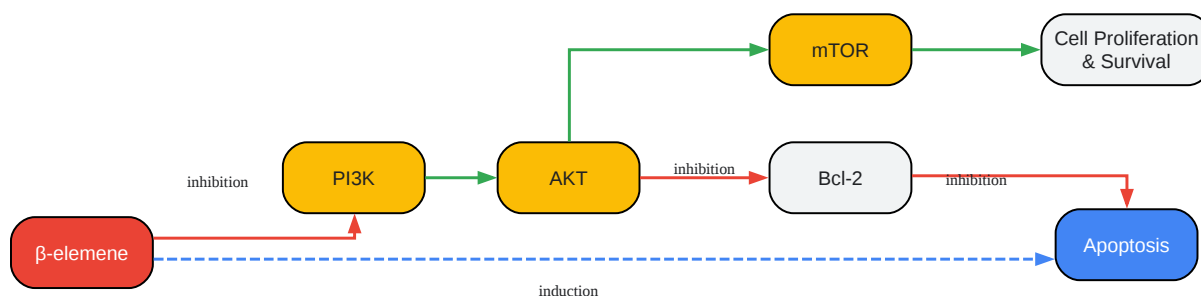 mTOR
Cell Proliferation
& Survival
inhibition
PI3K
AKT
inhibition
Bcl-2
inhibition
β-elemene
Apoptosis
induction